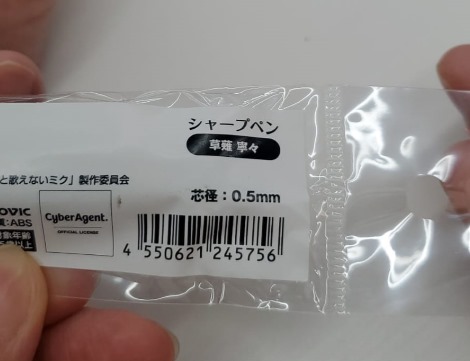 シャープペン
草薙 寧々
と歌えないミク」製作委員会
芯径：0.5mm
CyberAgent.
OFFICIAL LICENSE
:ABS
4 550621 245756